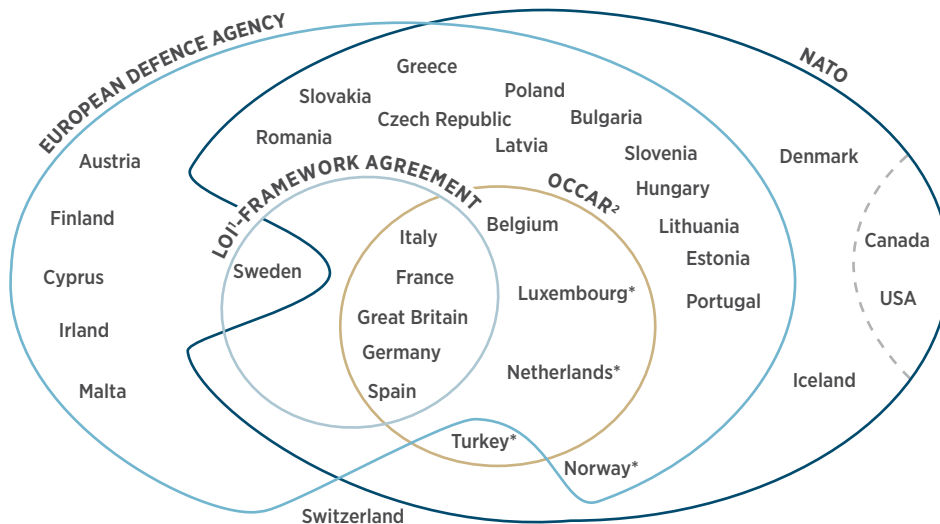 EUROPEAN DEFENCE AGENCY
NATO
Greece
Slovakia
Poland
Czech Republic
Bulgaria
Romania
Latvia
Slovenia
Denmark
Austria
LOI¹-FRAMEWORK AGREEMENT
OCCAR²
Hungary
Finland
Belgium
Lithuania
Italy
Canada
Estonia
Sweden
Cyprus
France
Luxembourg*
Portugal
USA
Great Britain
Irland
Germany
Netherlands*
Iceland
Malta
Spain
Turkey*
Norway*
Switzerland